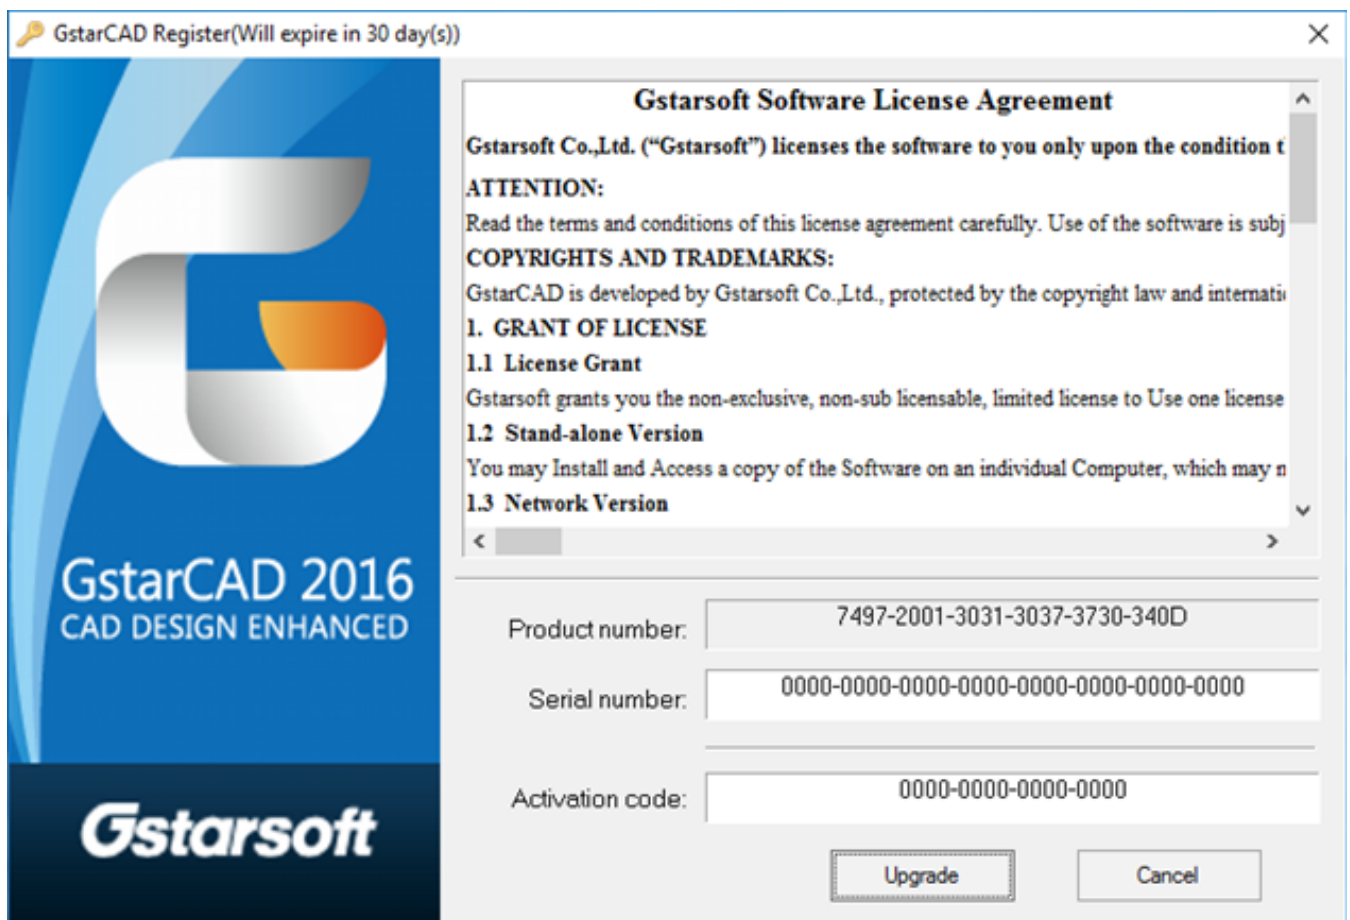 GstarCAD Register(Will expire in 30 day(s))
Gstarsoft Software License Agreement
Gstarsoft Co.,Ltd. (“Gstarsoft”) licenses the software to you only upon the condition
ATTENTION:
Read the terms and conditions of this license agreement carefully. Use of the software is subj
COPYRIGHTS AND TRADEMARKS:
GstarCAD is developed by Gstarsoft Co.,Ltd., protected by the copyright law and internati
1. GRANT OF LICENSE
1.1 License Grant
Gstarsoft grants you the non-exclusive, non-sub licensable, limited license to Use one license
1.2 Stand-alone Version
You may Install and Access a copy of the Software on an individual Computer, which may
1.3 Network Version
GstarCAD 2016
CAD DESIGN ENHANCED
Gstarsoft
Product number: 7497-2001-3031-3037-3730-340D
Serial number: 0000-0000-0000-0000-0000-0000-0000-0000
Activation code: 0000-0000-0000-0000
Upgrade Cancel